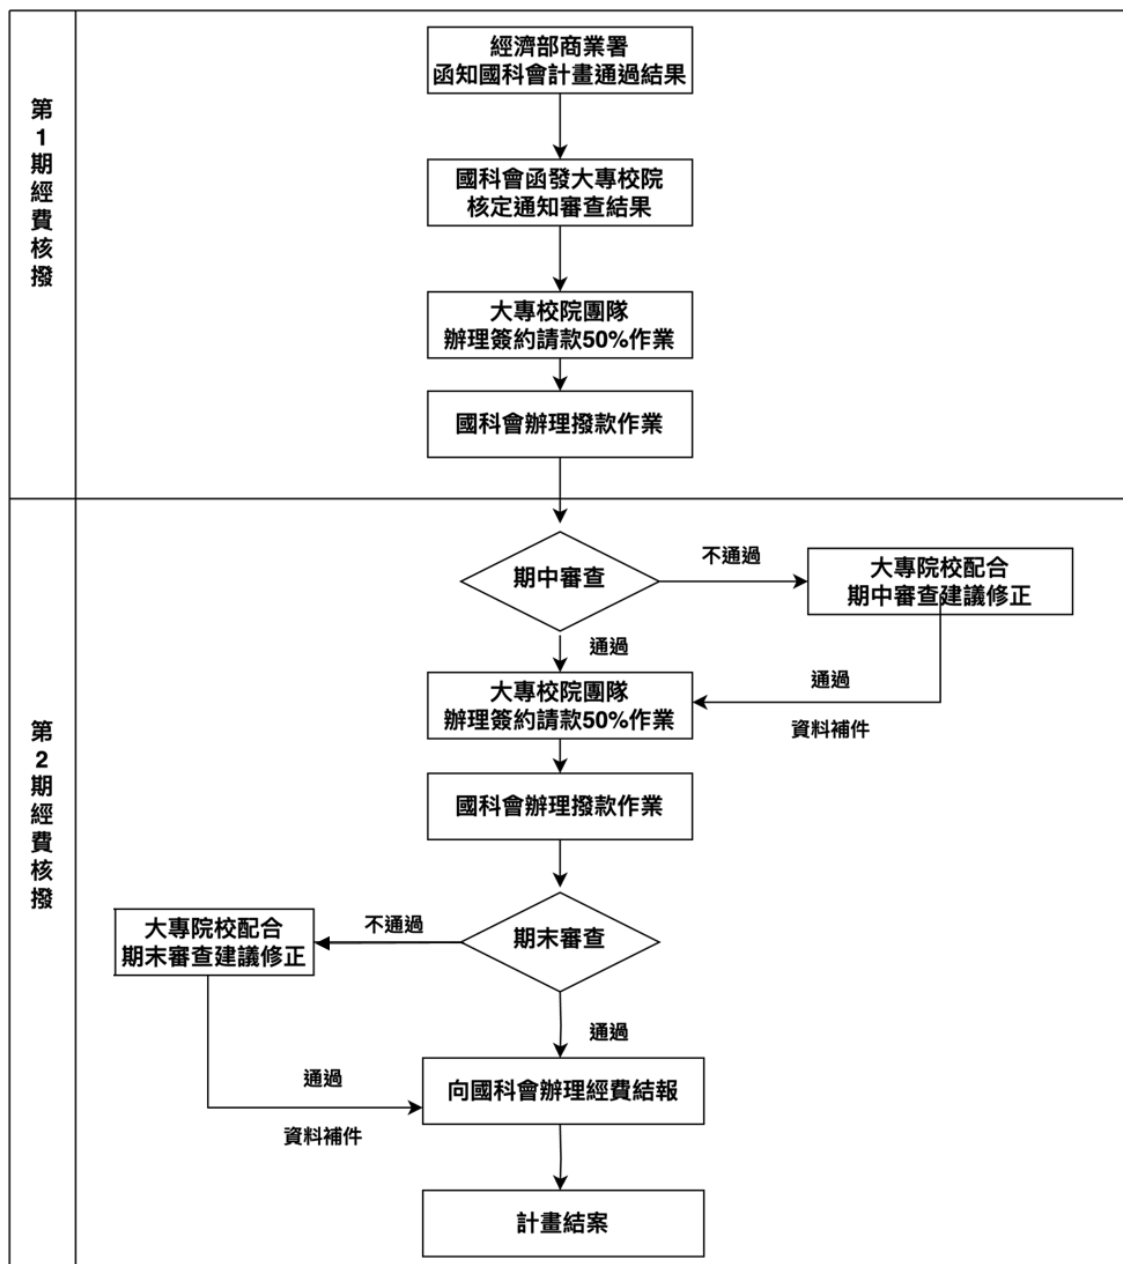 第1期經費核撥
經濟部商業署
函知國科會計畫通過結果
國科會函發大專校院
核定通知審查結果
大專校院團隊
辦理簽約請款50%作業
國科會辦理撥款作業
第2期經費核撥
期中審查
不通過
大專院校配合
期中審查建議修正
通過
通過
資料補件
大專校院團隊
辦理簽約請款50%作業
國科會辦理撥款作業
期末審查
不通過
大專院校配合
期末審查建議修正
通過
通過
資料補件
向國科會辦理經費結報
計畫結案